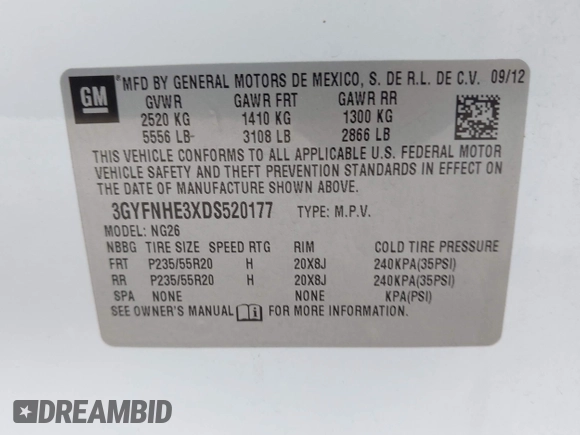 GM MFD BY GENERAL MOTORS DE MEXICO, S. DE R.L. DE C.V. 09/12
GVWR GAWR FRT GAWR RR
2520 KG 1410 KG 1300 KG
5556 LB 3108 LB 2866 LB
THIS VEHICLE CONFORMS TO ALL APPLICABLE U.S. FEDERAL MOTOR
VEHICLE SAFETY AND THEFT PREVENTION STANDARDS IN EFFECT ON
THE DATE OF MANUFACTURE SHOWN ABOVE.
3GYFNHE3XDS520177 TYPE: M.P.V.
MODEL: NG26
NBBG TIRE SIZE SPEED RTG RIM COLD TIRE PRESSURE
FRT P235/55R20 H 20X8J 240KPA(35PSI)
RR P235/55R20 H 20X8J 240KPA(35PSI)
SPA NONE NONE KPA(PSI)
SEE OWNER'S MANUAL FOR MORE INFORMATION.
DREAMBID